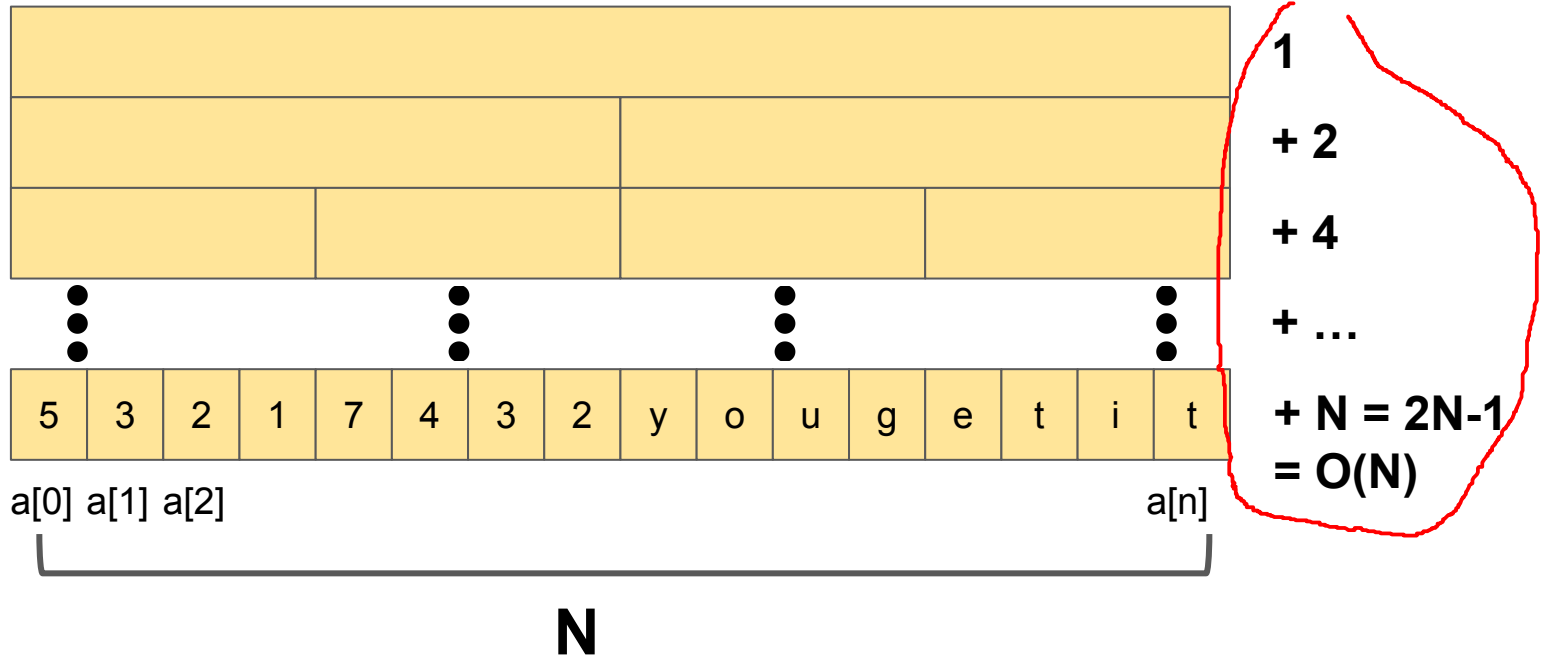 1
+ 2
+ 4
+ ...
5 3 2 1 7 4 3 2 y o u g e t i t
+ N = 2N-1
= O(N)
a[0] a[1] a[2] a[n]
N